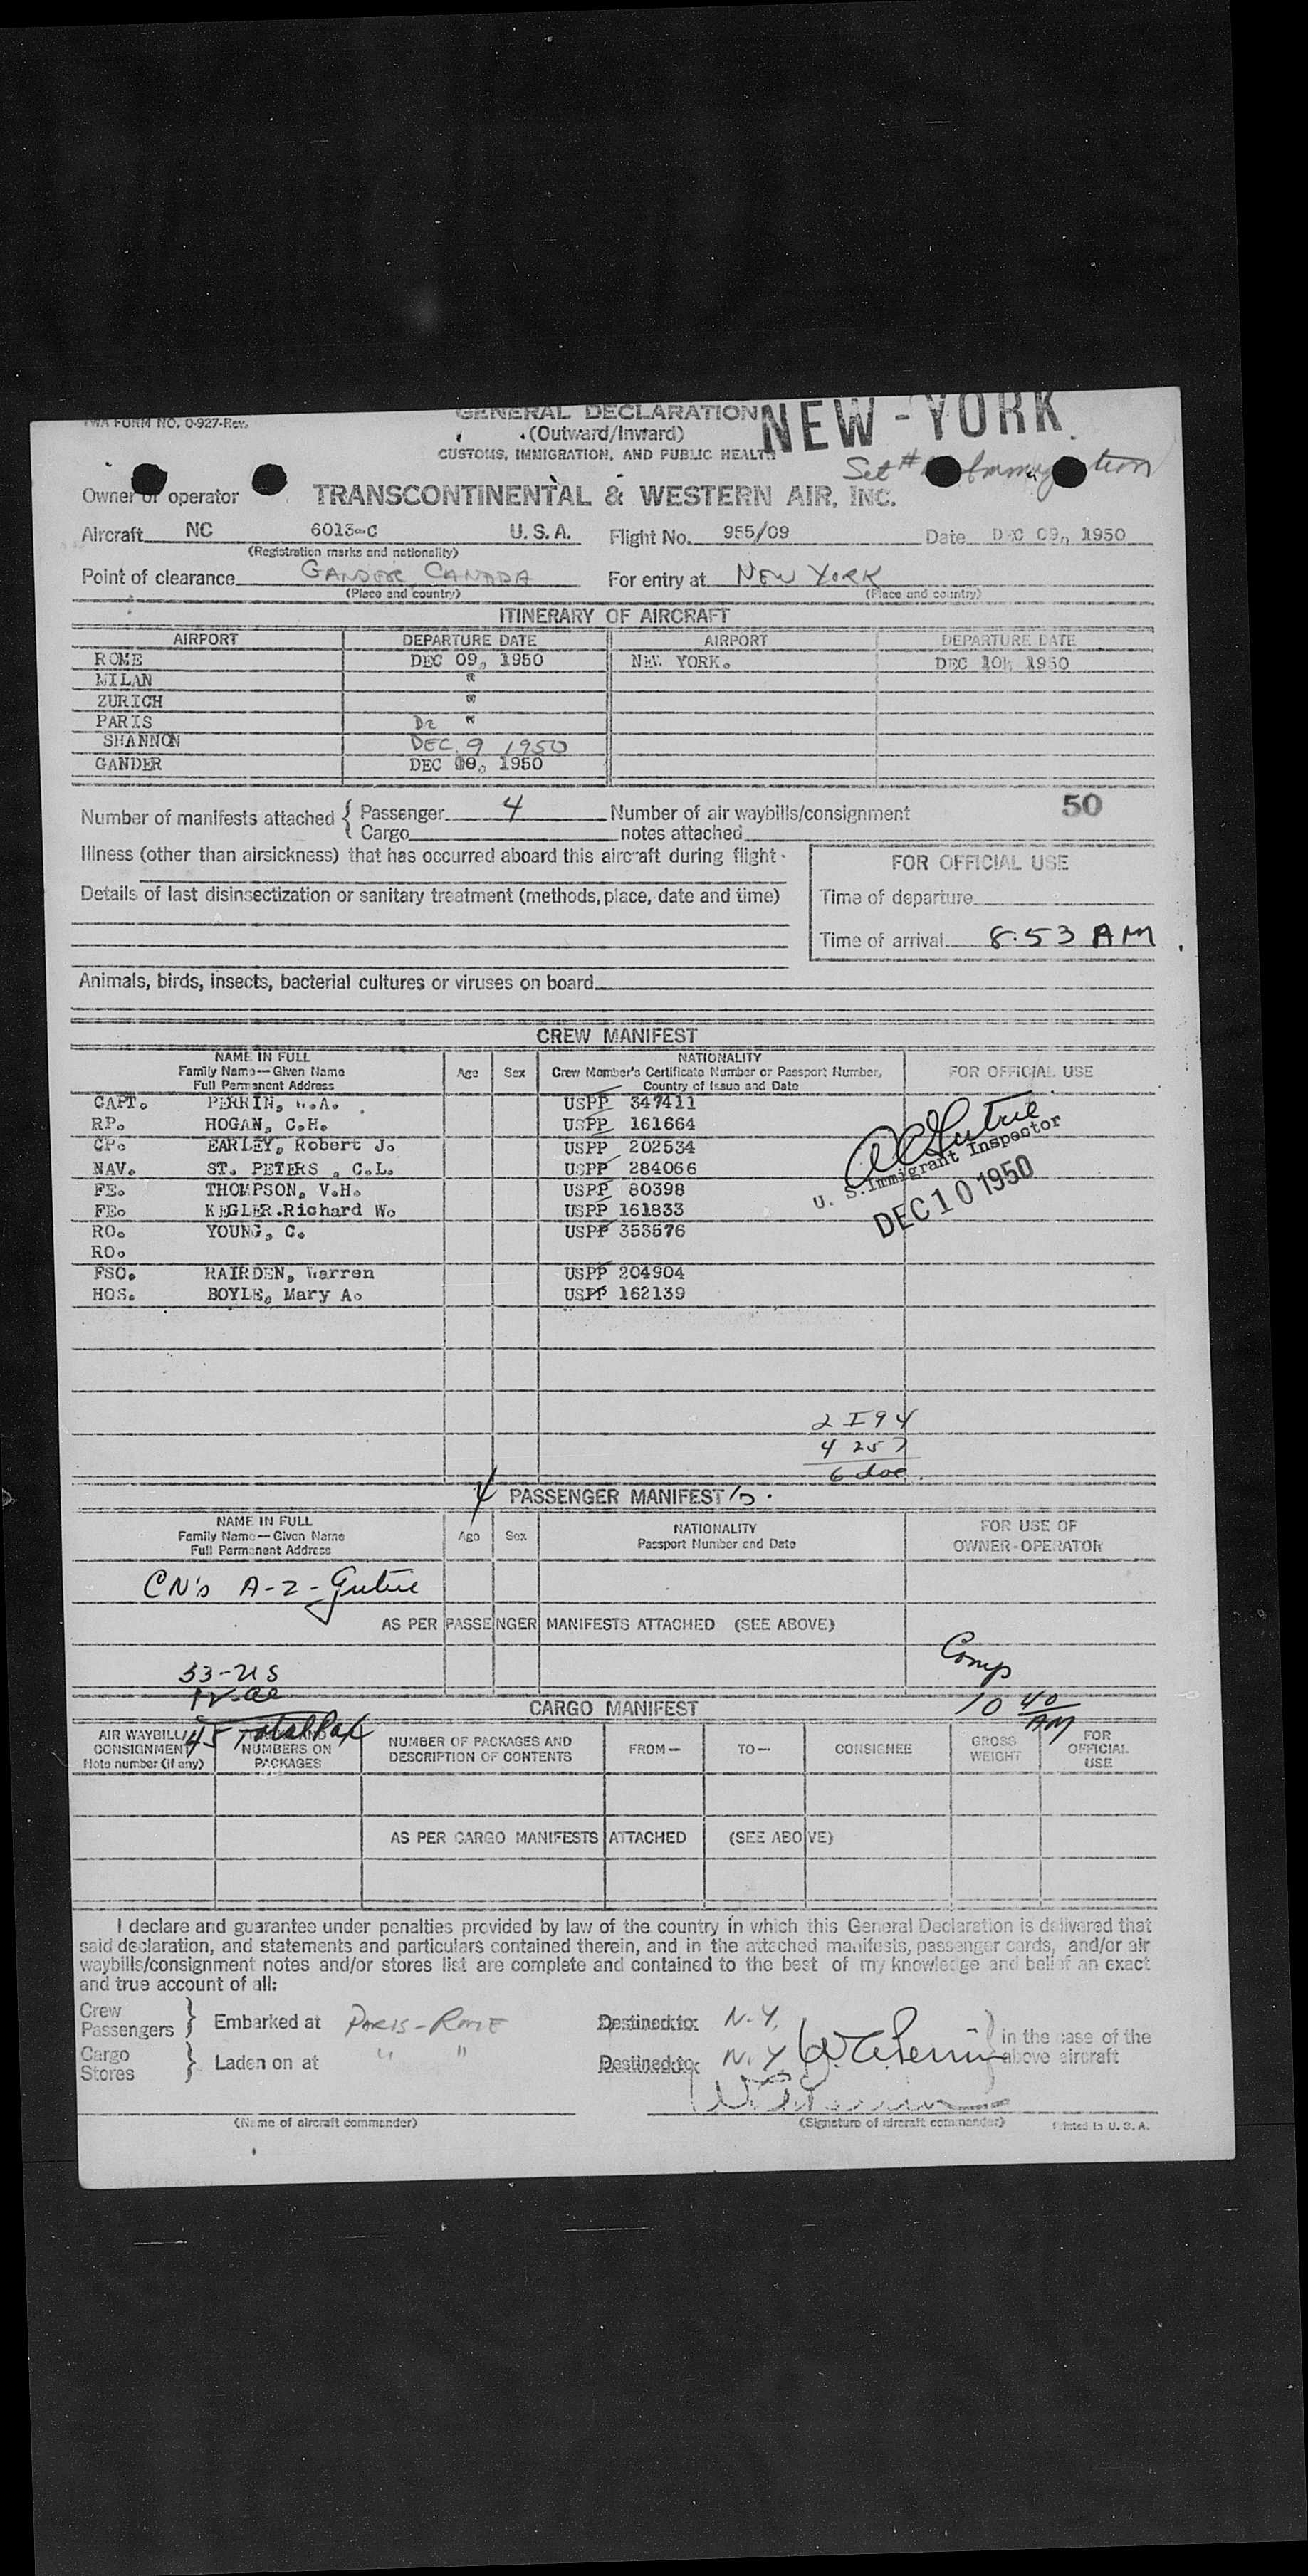 TWA FORM NO. 0-927-Rev.
GENERAL DECLARATION
(Outward/Inward)
CUSTOMS, IMMIGRATION, AND PUBLIC HEALTH
NEW-YORK
Set # Immigration
Owner or operator TRANSCONTINENTAL & WESTERN AIR, INC.
Aircraft NC 6013-C U. S. A. Flight No. 955/09 Date DEC 09, 1950
(Registration marks and nationality)
Point of clearance GANDER CANADA For entry at NEW YORK
(Place and country) (Place and country)
ITINERARY OF AIRCRAFT
AIRPORT DEPARTURE DATE AIRPORT DEPARTURE DATE
ROME DEC 09, 1950 NEW YORK. DEC 10, 1950
MILAN "
ZURICH "
PARIS "
SHANNON DEC. 9 1950
GANDER DEC 1950
Number of manifests attached { Passenger 4 Number of air waybills/consignment 50
Cargo notes attached
Illness (other than airsickness) that has occurred aboard this aircraft during flight
FOR OFFICIAL USE
Details of last disinsectization or sanitary treatment (methods, place, date and time)
Time of departure
Time of arrival 8.53 AM
Animals, birds, insects, bacterial cultures or viruses on board
CREW MANIFEST
NAME IN FULL
Family Name—Given Name
Full Permanent Address
Age Sex
NATIONALITY
Crew Member's Certificate Number or Passport Number,
Country of Issue and Date
FOR OFFICIAL USE
CAPT. PERRIN, W.A. USPP 347411
RP. HOGAN, C.H. USPP 161664
CP. EARLEY, Robert J. USPP 202534
NAV. ST. PETERS , C.L. USPP 284066
FE. THOMPSON, V.H. USPP 80398
FE. KEGLER.Richard W. USPP 161833
RO. YOUNG, C. USPP 353576
RO.
FSO. RAIRDEN, Warren USPP 204904
HOS. BOYLE, Mary A. USPP 162139
U. S. Immigrant Inspector
DEC 10 1950
2 I 94
4 257
6 doc
PASSENGER MANIFEST
NAME IN FULL
Family Name—Given Name
Full Permanent Address
Age Sex
NATIONALITY
Passport Number and Date
FOR USE OF
OWNER-OPERATOR
CN's A-2- Gutrie
AS PER PASSENGER MANIFESTS ATTACHED (SEE ABOVE)
Comp
10 40 AM
33-US
45 Total Pax
CARGO MANIFEST
AIR WAYBILL/
CONSIGNMENT
Note number (if any)
NUMBERS ON
PACKAGES
NUMBER OF PACKAGES AND
DESCRIPTION OF CONTENTS
FROM—
TO—
CONSIGNEE
GROSS
WEIGHT
FOR
OFFICIAL
USE
AS PER CARGO MANIFESTS ATTACHED (SEE ABOVE)
I declare and guarantee under penalties provided by law of the country in which this General Declaration is delivered that
said declaration, and statements and particulars contained therein, and in the attached manifests, passenger cards, and/or air
waybills/consignment notes and/or stores list are complete and contained to the best of my knowledge and belief an exact
and true account of all:
Crew
Passengers } Embarked at PARIS-ROME Destined to: N.Y.
Cargo
Stores } Laden on at " " Destined to: N.Y.
W A Perrin
in the case of the
above aircraft
(Name of aircraft commander) (Signature of aircraft commander) Printed in U. S. A.